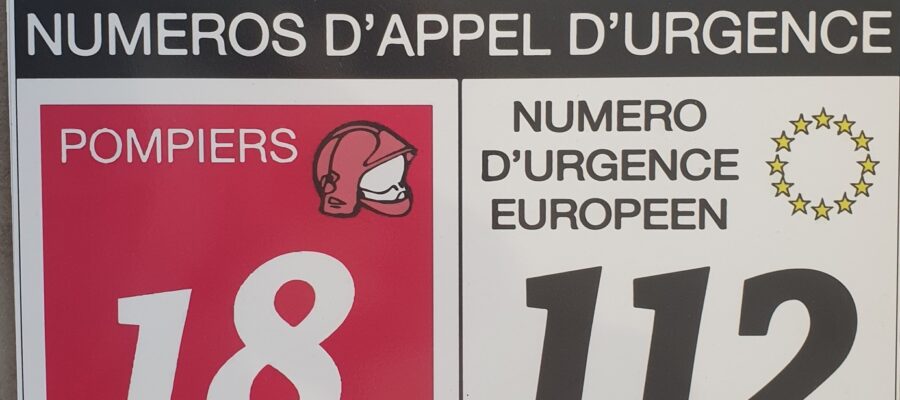 NUMEROS D'APPEL D'URGENCE
POMPIERS
18
NUMERO
D'URGENCE
EUROPEEN
112